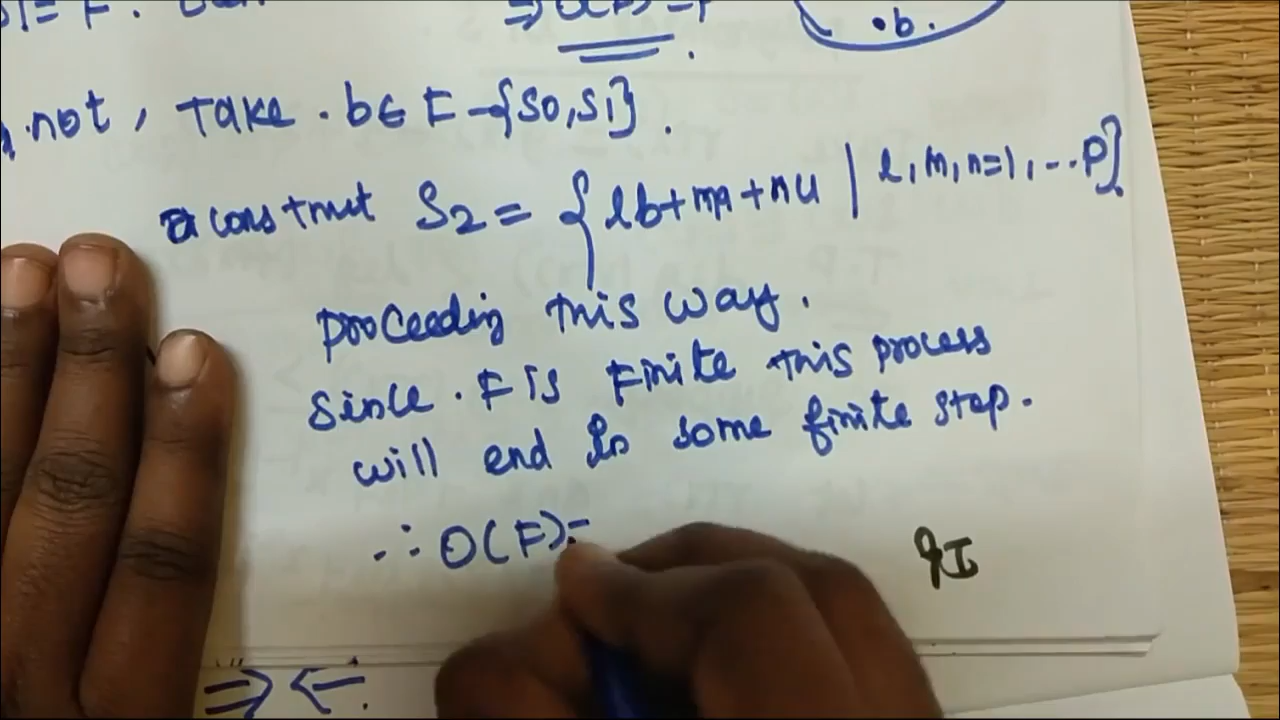 = F.
•b.
not, Take . b∈ F-{S0,S1}.
construct S2 = { lb+ma+nu | l,m,n=1,...P}.
proceeding this way.
Since . F is Finite this process
will end in some finite step.
∴ O(F)=
⇒⇐.